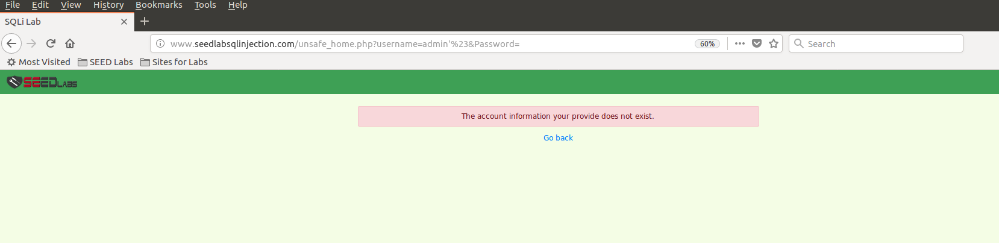 File Edit View History Bookmarks Tools Help
SQLi Lab
www.seedlabsqlinjection.com/unsafe_home.php?username=admin'%23&Password= 60% Search
Most Visited SEED Labs Sites for Labs
SEEDLABS
The account information your provide does not exist.
Go back